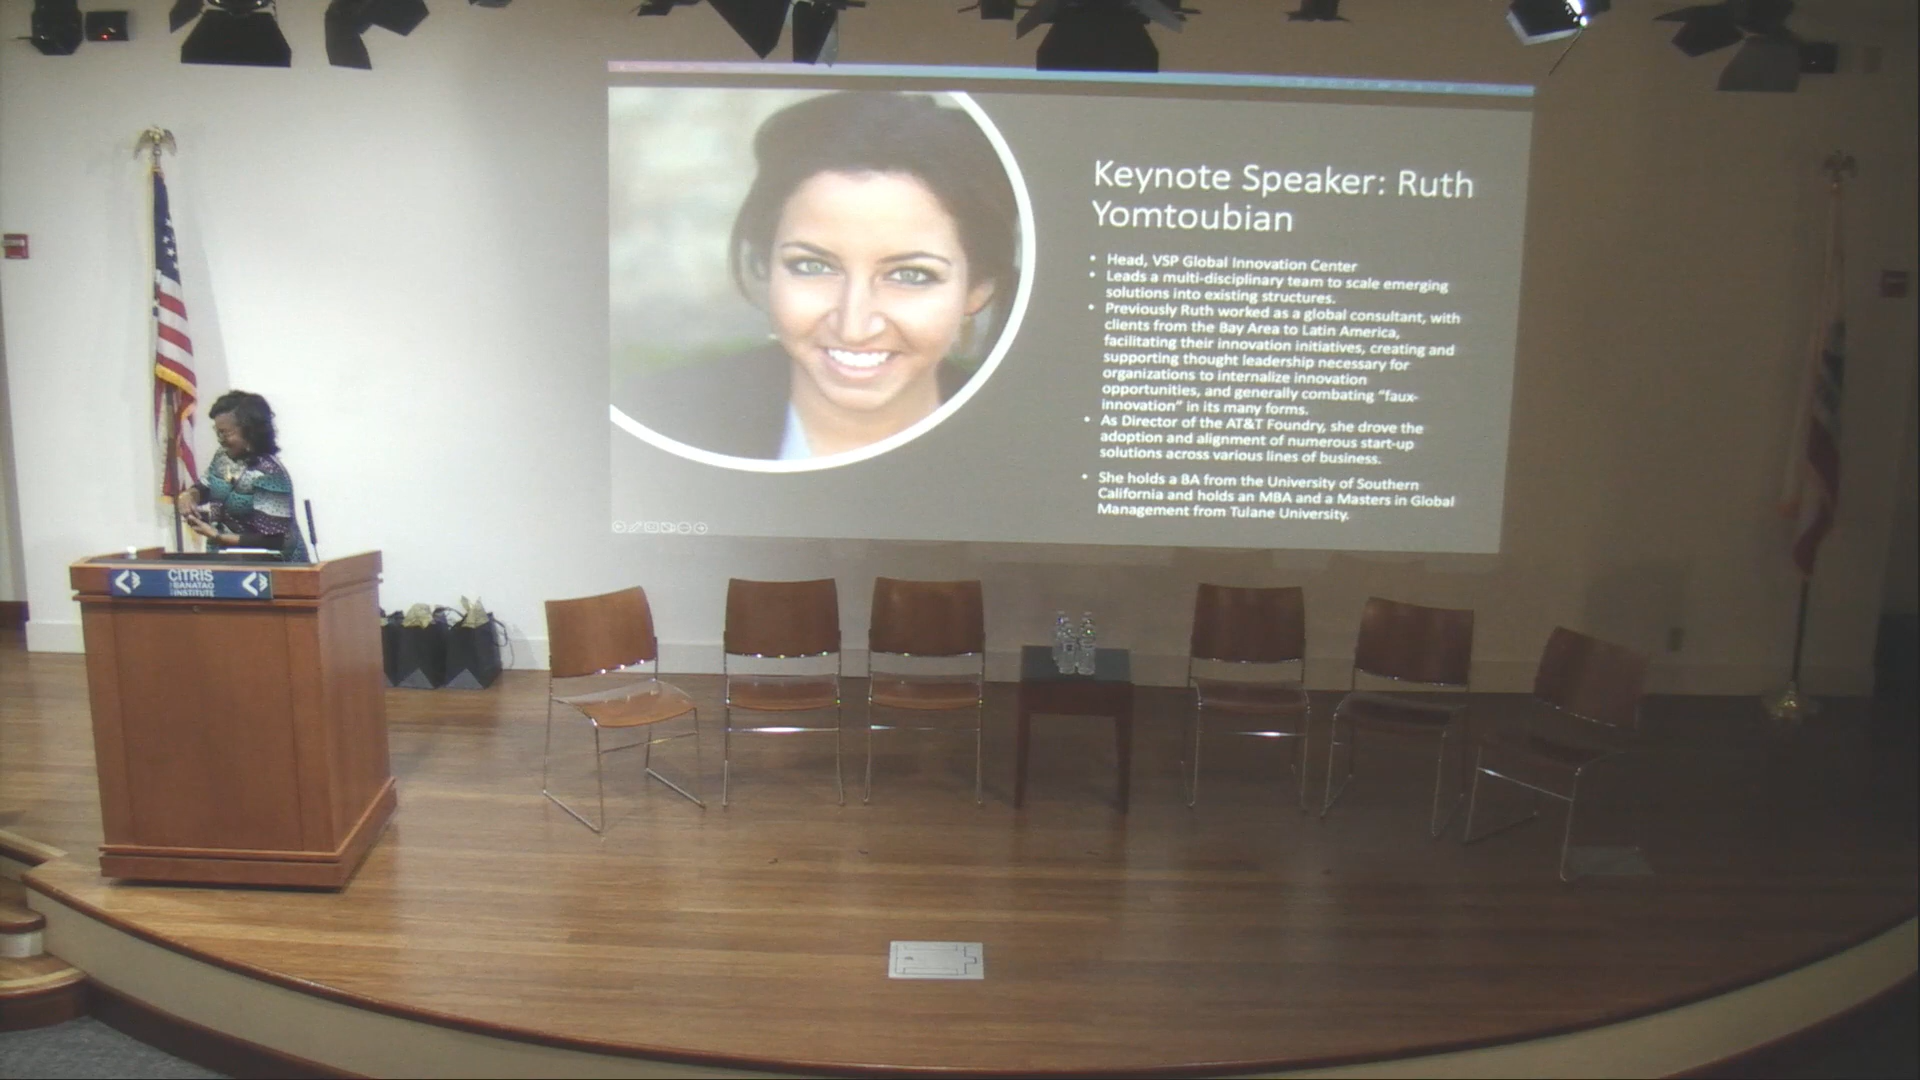 Keynote Speaker: Ruth
Yomtoubian
• Head, VSP Global Innovation Center
• Leads a multi-disciplinary team to scale emerging
solutions into existing structures.
• Previously Ruth worked as a global consultant, with
clients from the Bay Area to Latin America,
facilitating their innovation initiatives, creating and
supporting thought leadership necessary for
organizations to internalize innovation
opportunities, and generally combating "faux-
innovation" in its many forms.
• As Director of the AT&T Foundry, she drove the
adoption and alignment of numerous start-up
solutions across various lines of business.
• She holds a BA from the University of Southern
California and holds an MBA and a Masters in Global
Management from Tulane University.
CITRIS
BANATAO
INSTITUTE